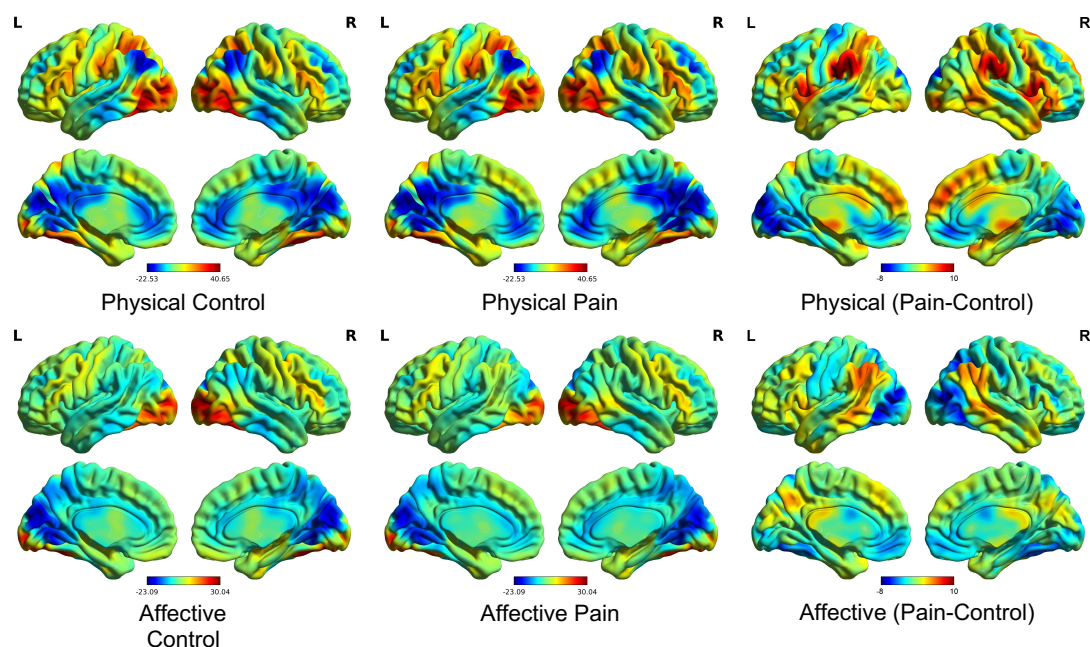 L R L R L R
-22.53 40.65 -22.53 40.65 -8 10
Physical Control Physical Pain Physical (Pain-Control)
L R L R L R
-23.09 30.04 -23.09 30.04 -8 10
Affective Control Affective Pain Affective (Pain-Control)